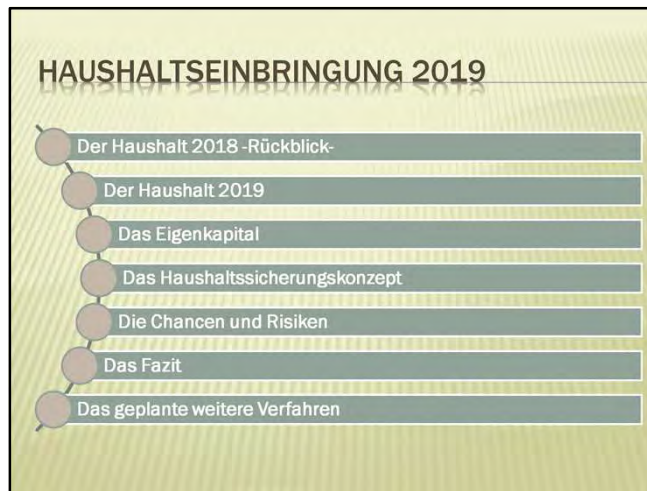 HAUSHALTSEINBRINGUNG 2019
Der Haushalt 2018 -Rückblick-
Der Haushalt 2019
Das Eigenkapital
Das Haushaltssicherungskonzept
Die Chancen und Risiken
Das Fazit
Das geplante weitere Verfahren